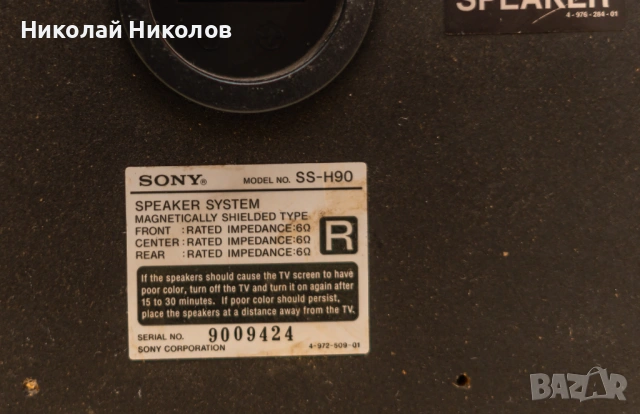 Николай Николов
SPEAKER
4-976-284-01
SONY® MODEL NO. SS-H90
SPEAKER SYSTEM
MAGNETICALLY SHIELDED TYPE
FRONT :RATED IMPEDANCE:6Ω
CENTER:RATED IMPEDANCE:6Ω
REAR :RATED IMPEDANCE:6Ω
R
If the speakers should cause the TV screen to have
poor color, turn off the TV and turn it on again after
15 to 30 minutes. If poor color should persist,
place the speakers at a distance away from the TV.
SERIAL NO. 9009424
SONY CORPORATION 4-972-509-01
BAZAR